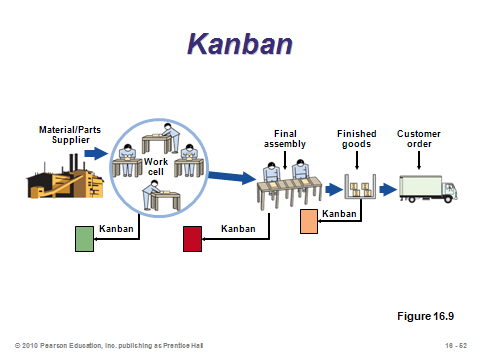 Kanban
Material/Parts
Supplier
Work
cell
Final
assembly
Finished
goods
Customer
order
Kanban
Kanban
Kanban
Figure 16.9
© 2010 Pearson Education, Inc. publishing as Prentice Hall
16 - 52